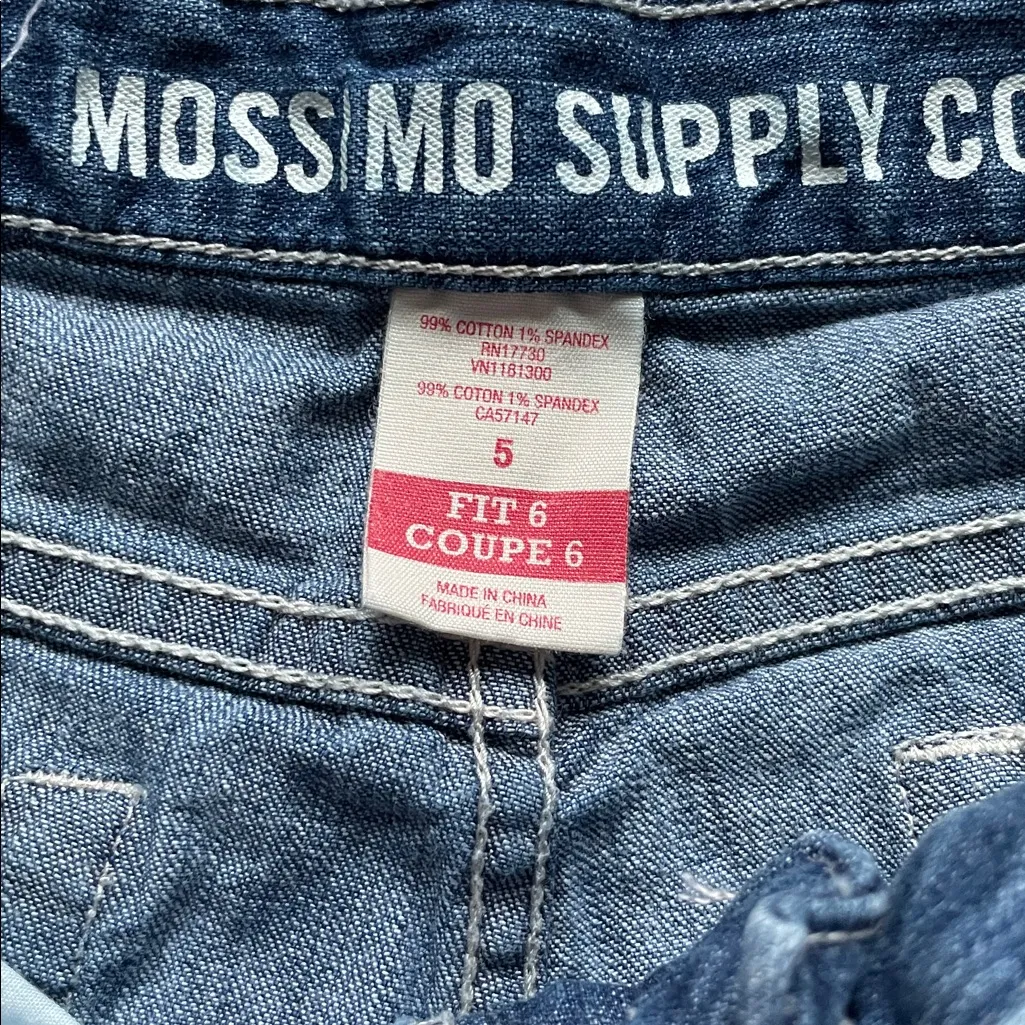 MOSSIMO SUPPLY CO
99% COTTON 1% SPANDEX
RN17730
VN1181300
99% COTON 1% SPANDEX
CA57147
5
FIT 6
COUPE 6
MADE IN CHINA
FABRIQUÉ EN CHINE